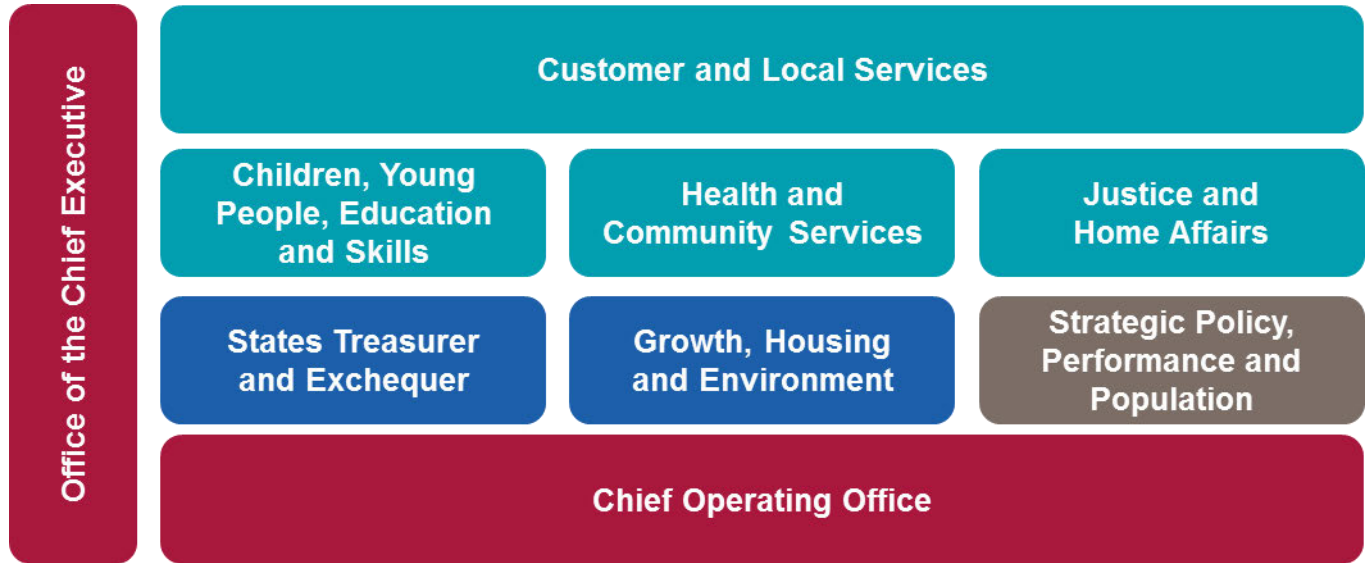 Office of the Chief Executive
Customer and Local Services
Children, Young
People, Education
and Skills
Health and
Community Services
Justice and
Home Affairs
States Treasurer
and Exchequer
Growth, Housing
and Environment
Strategic Policy,
Performance and
Population
Chief Operating Office